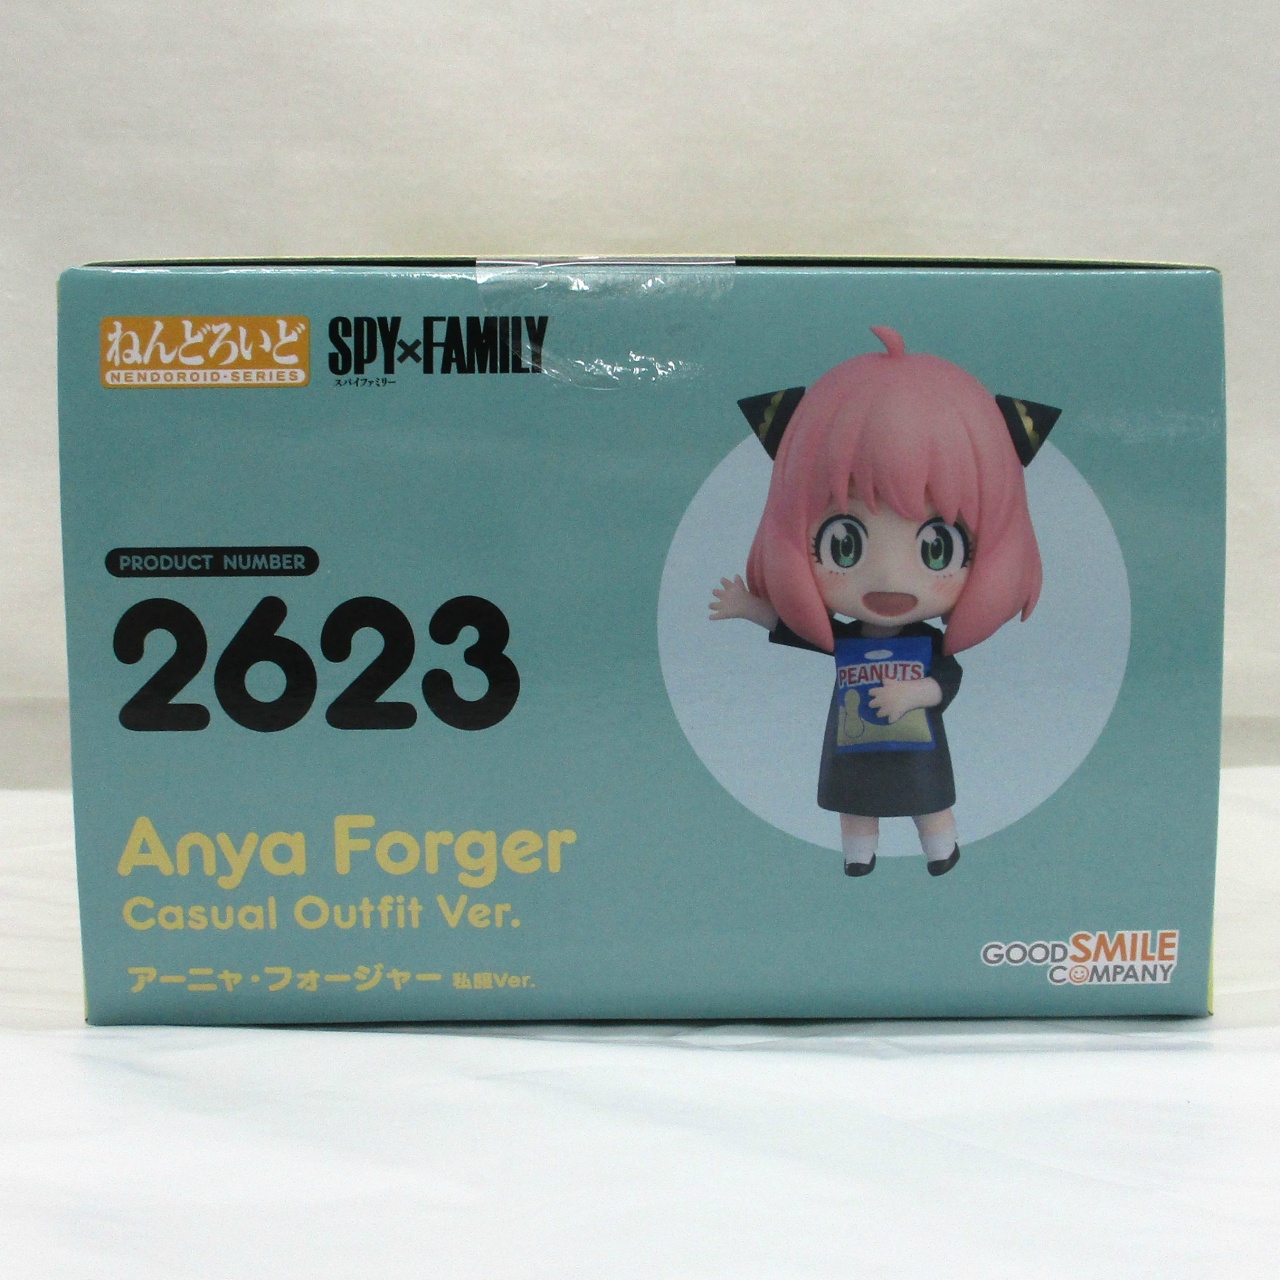 ねんどろいど
NENDOROID-SERIES
SPY×FAMILY
スパイファミリー
PRODUCT NUMBER
2623
PEANUTS
Anya Forger
Casual Outfit Ver.
アーニャ・フォージャー 私服Ver.
GOOD SMILE
COMPANY